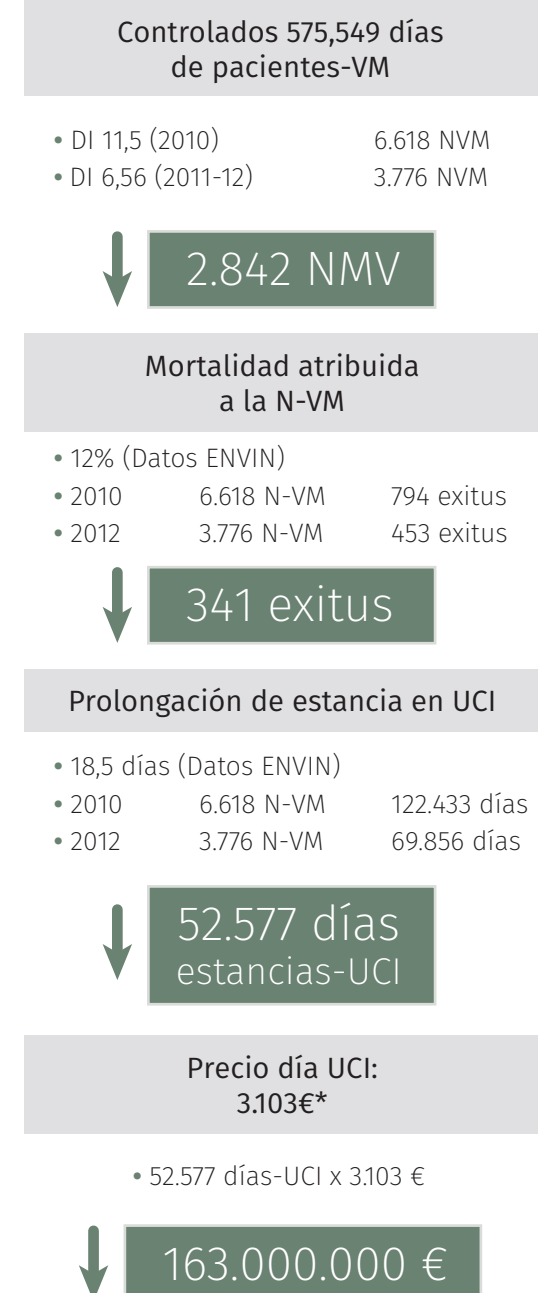 Controlados 575,549 días
de pacientes-VM
• DI 11,5 (2010) 6.618 NVM
• DI 6,56 (2011-12) 3.776 NVM
2.842 NMV
Mortalidad atribuida
a la N-VM
• 12% (Datos ENVIN)
• 2010 6.618 N-VM 794 exitus
• 2012 3.776 N-VM 453 exitus
341 exitus
Prolongación de estancia en UCI
• 18,5 días (Datos ENVIN)
• 2010 6.618 N-VM 122.433 días
• 2012 3.776 N-VM 69.856 días
52.577 días
estancias-UCI
Precio día UCI:
3.103€*
• 52.577 días-UCI x 3.103 €
163.000.000 €